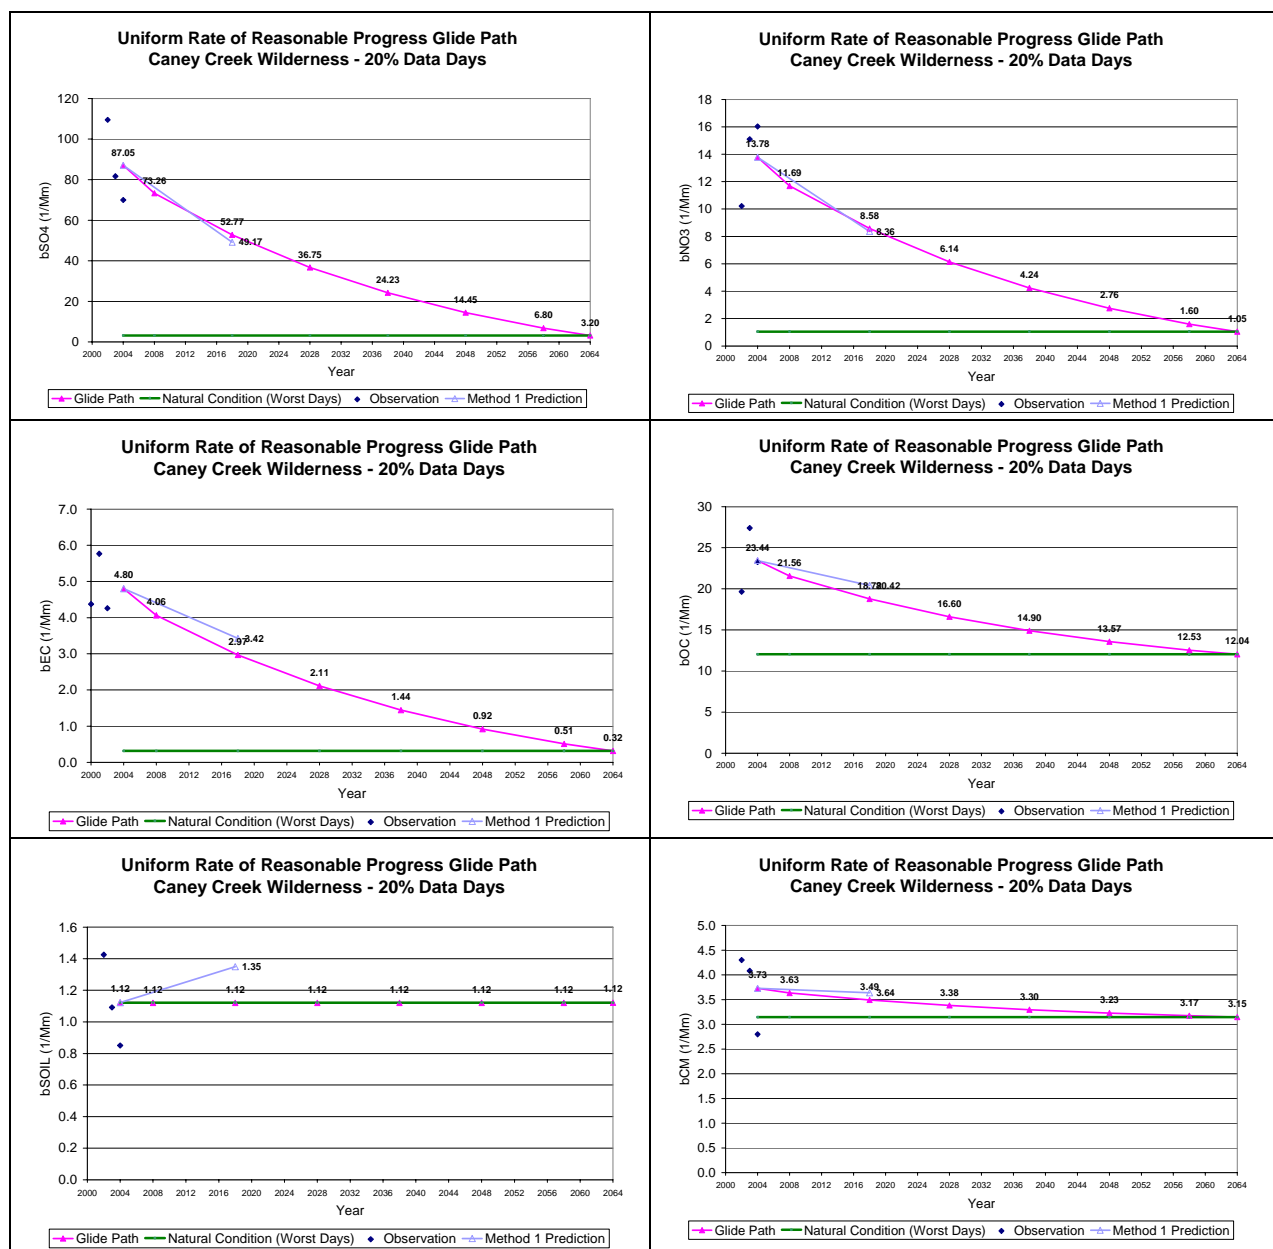 Uniform Rate of Reasonable Progress Glide Path
Caney Creek Wilderness - 20% Data Days
bSO4 (1/Mm)
120
100
80
60
40
20
0
87.05
73.26
52.77
49.17
36.75
24.23
14.45
6.80
3.20
2000 2004 2008 2012 2016 2020 2024 2028 2032 2036 2040 2044 2048 2052 2056 2060 2064
Year
Glide Path Natural Condition (Worst Days) Observation Method 1 Prediction
Uniform Rate of Reasonable Progress Glide Path
Caney Creek Wilderness - 20% Data Days
bNO3 (1/Mm)
18
16
14
12
10
8
6
4
2
0
13.78
11.69
8.58
8.36
6.14
4.24
2.76
1.60
1.05
2000 2004 2008 2012 2016 2020 2024 2028 2032 2036 2040 2044 2048 2052 2056 2060 2064
Year
Glide Path Natural Condition (Worst Days) Observation Method 1 Prediction
Uniform Rate of Reasonable Progress Glide Path
Caney Creek Wilderness - 20% Data Days
bEC (1/Mm)
7.0
6.0
5.0
4.0
3.0
2.0
1.0
0.0
4.80
4.06
2.97
3.42
2.11
1.44
0.92
0.51
0.32
2000 2004 2008 2012 2016 2020 2024 2028 2032 2036 2040 2044 2048 2052 2056 2060 2064
Year
Glide Path Natural Condition (Worst Days) Observation Method 1 Prediction
Uniform Rate of Reasonable Progress Glide Path
Caney Creek Wilderness - 20% Data Days
bOC (1/Mm)
30
25
20
15
10
5
0
23.44
21.56
20.42
16.60
14.90
13.57
12.53
12.04
2000 2004 2008 2012 2016 2020 2024 2028 2032 2036 2040 2044 2048 2052 2056 2060 2064
Year
Glide Path Natural Condition (Worst Days) Observation Method 1 Prediction
Uniform Rate of Reasonable Progress Glide Path
Caney Creek Wilderness - 20% Data Days
bSOIL (1/Mm)
1.6
1.4
1.2
1.0
0.8
0.6
0.4
0.2
0.0
1.12
1.12
1.35
1.12
1.12
1.12
1.12
1.12
1.12
2000 2004 2008 2012 2016 2020 2024 2028 2032 2036 2040 2044 2048 2052 2056 2060 2064
Year
Glide Path Natural Condition (Worst Days) Observation Method 1 Prediction
Uniform Rate of Reasonable Progress Glide Path
Caney Creek Wilderness - 20% Data Days
bCM (1/Mm)
5.0
4.5
4.0
3.5
3.0
2.5
2.0
1.5
1.0
0.5
0.0
3.73
3.63
3.49
3.64
3.38
3.30
3.23
3.17
3.15
2000 2004 2008 2012 2016 2020 2024 2028 2032 2036 2040 2044 2048 2052 2056 2060 2064
Year
Glide Path Natural Condition (Worst Days) Observation Method 1 Prediction